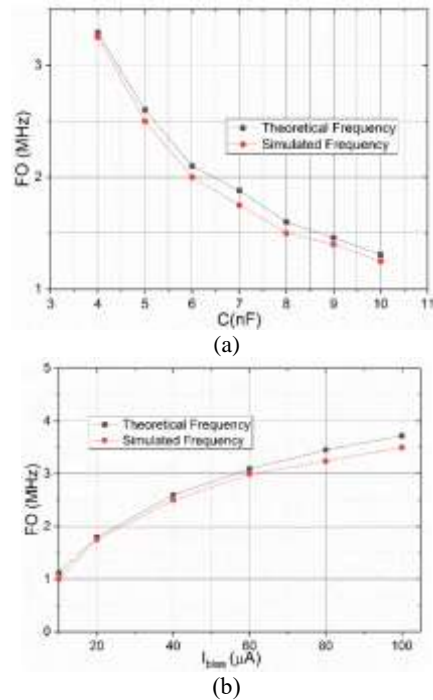 3
2
1
FO (MHz)
Theoretical Frequency
Simulated Frequency
3 4 5 6 7 8 9 10 11
C(nF)
(a)
5
4
3
2
1
0
FO (MHz)
Theoretical Frequency
Simulated Frequency
20 40 60 80 100
I_bias (μA)
(b)